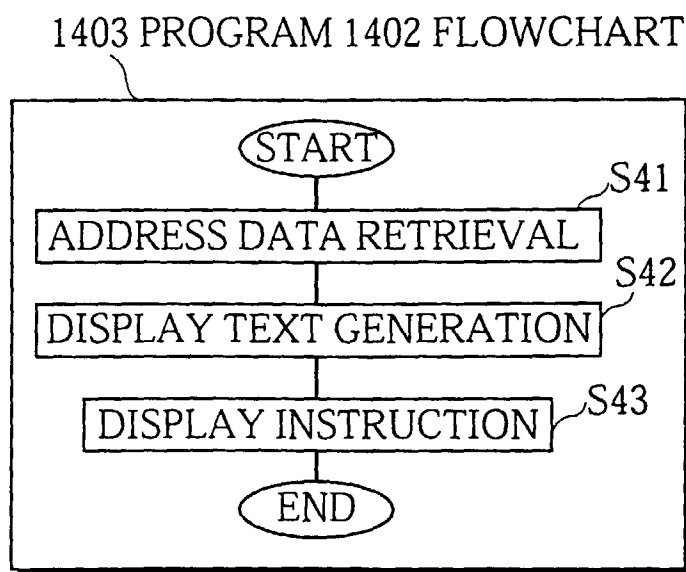 1403 PROGRAM 1402 FLOWCHART
START
S41
ADDRESS DATA RETRIEVAL
S42
DISPLAY TEXT GENERATION
S43
DISPLAY INSTRUCTION
END